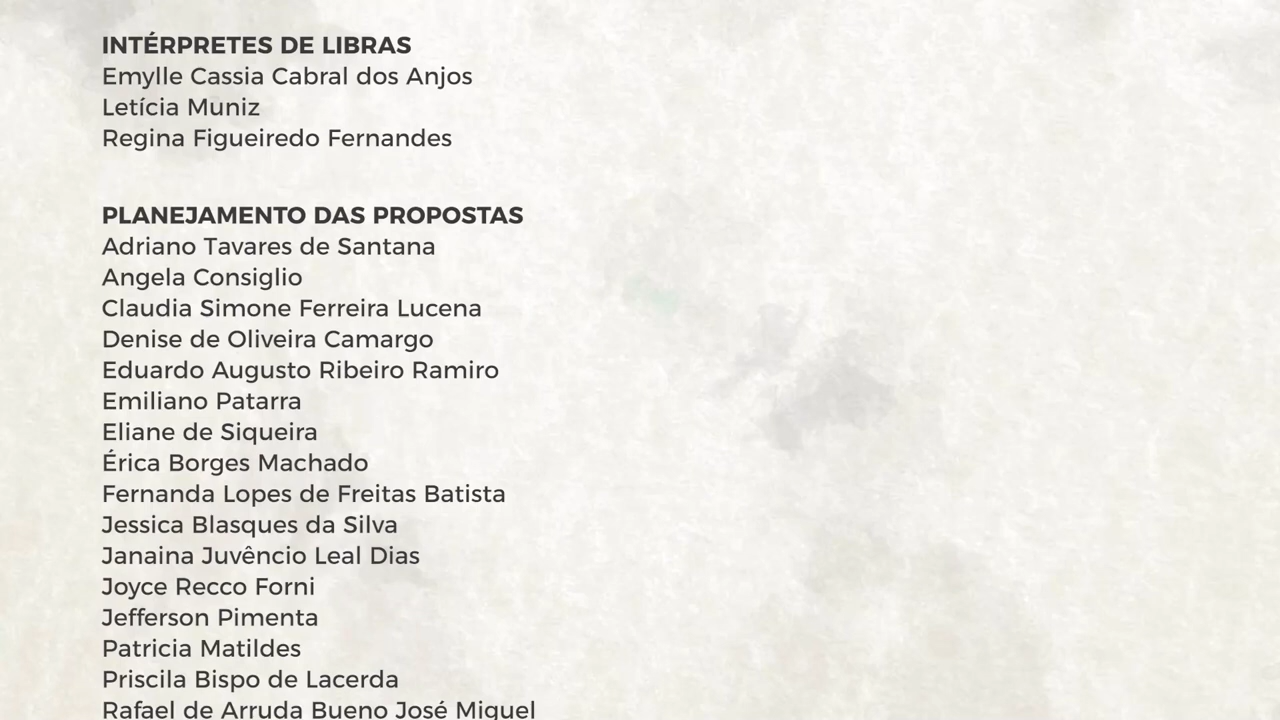 INTÉRPRETES DE LIBRAS
Emylle Cassia Cabral dos Anjos
Letícia Muniz
Regina Figueiredo Fernandes
PLANEJAMENTO DAS PROPOSTAS
Adriano Tavares de Santana
Angela Consiglio
Claudia Simone Ferreira Lucena
Denise de Oliveira Camargo
Eduardo Augusto Ribeiro Ramiro
Emiliano Patarra
Eliane de Siqueira
Érica Borges Machado
Fernanda Lopes de Freitas Batista
Jessica Blasques da Silva
Janaina Juvêncio Leal Dias
Joyce Recco Forni
Jefferson Pimenta
Patricia Matildes
Priscila Bispo de Lacerda
Rafael de Arruda Bueno José Miguel